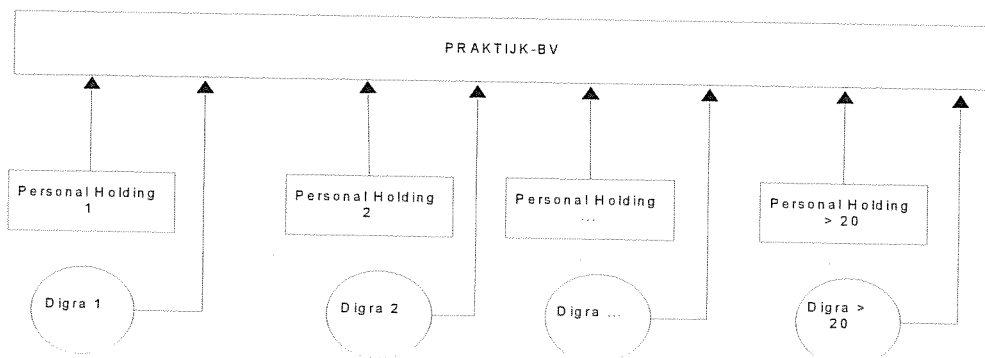 PRAKTIJK-BV
Personal Holding
1
Personal Holding
2
Personal Holding
...
Personal Holding
> 20
Digra 1
Digra 2
Digra ...
Digra >
20